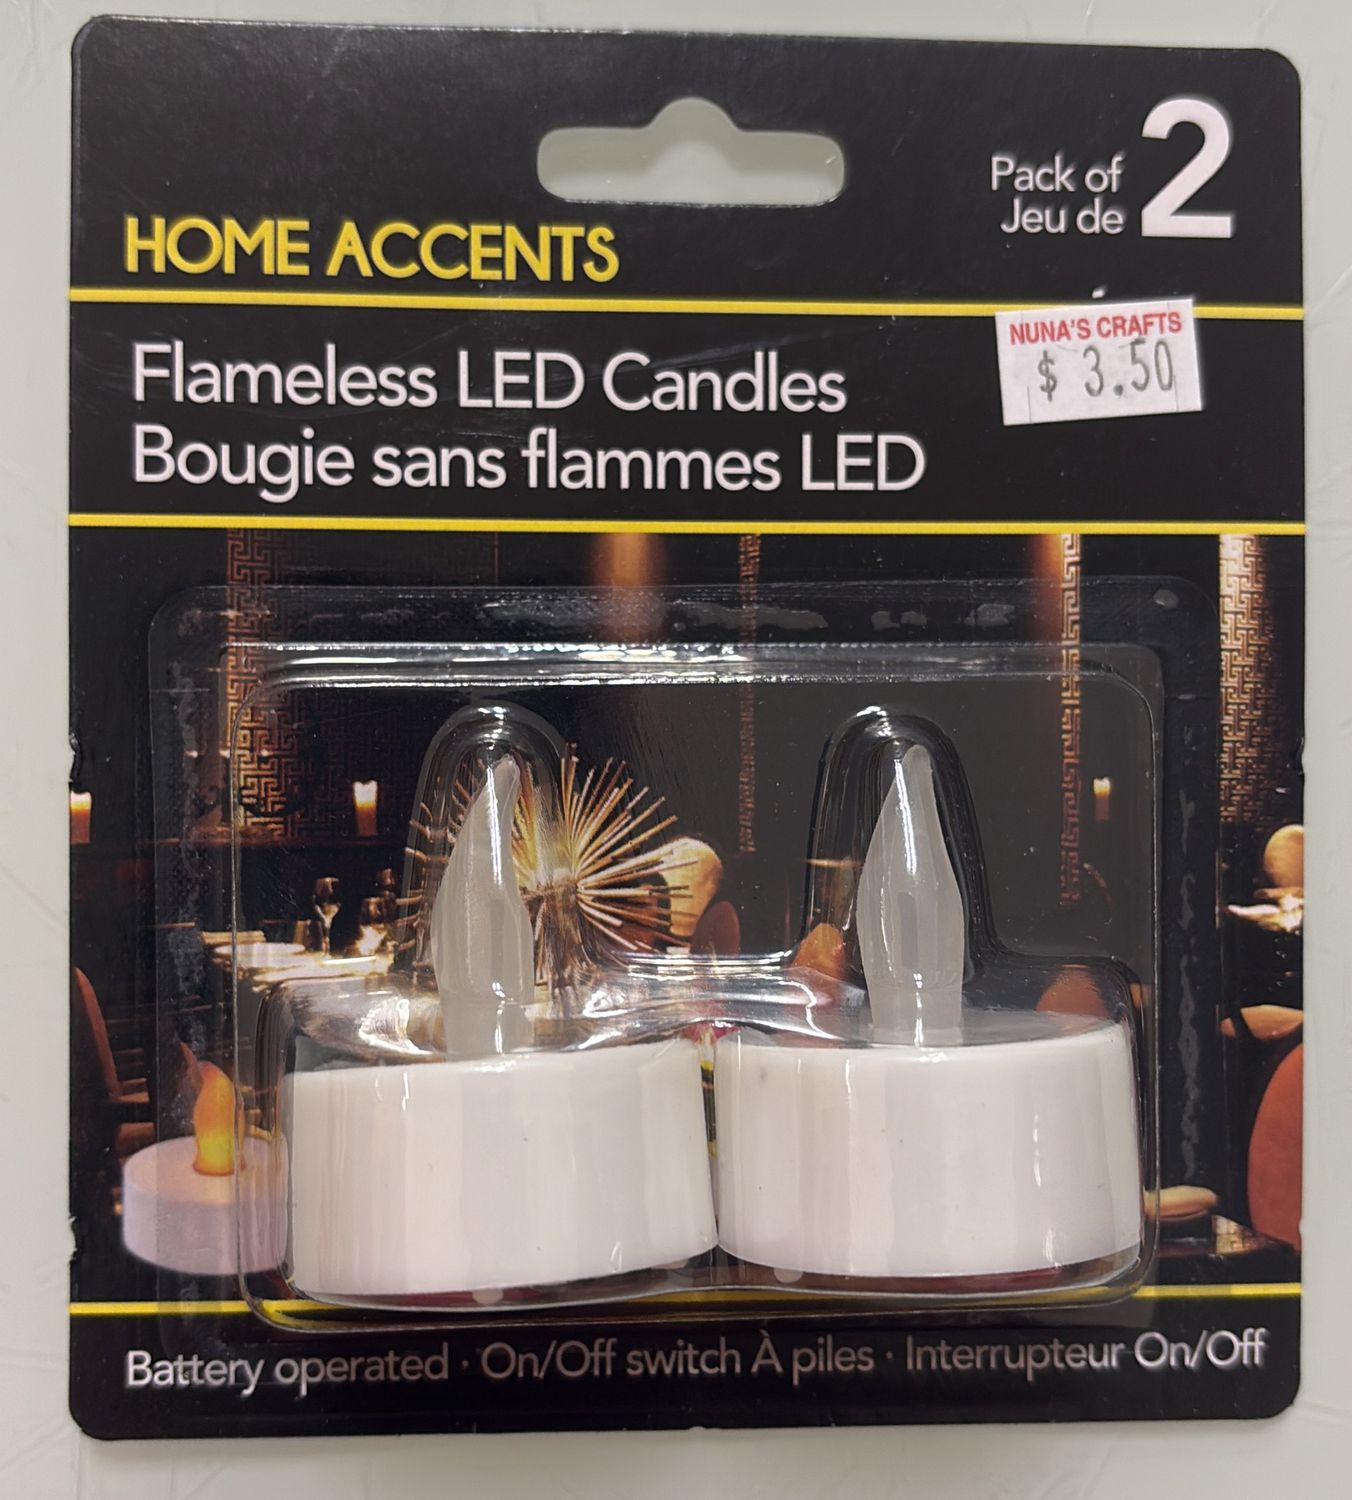 Pack of 2
Jeu de
HOME ACCENTS
NUNA'S CRAFTS
$ 3.50
Flameless LED Candles
Bougie sans flammes LED
Battery operated · On/Off switch À piles · Interrupteur On/Off